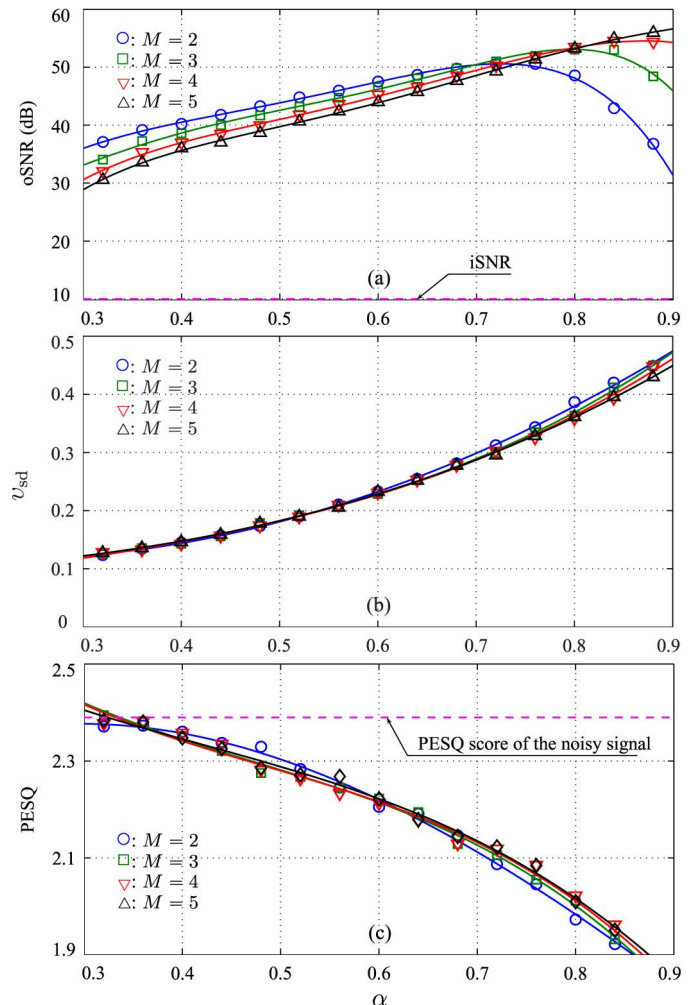 60
50
40
30
20
10
oSNR (dB)
: M = 2
: M = 3
: M = 4
: M = 5
iSNR
(a)
0.3 0.4 0.5 0.6 0.7 0.8 0.9
0.5
0.4
0.3
0.2
0.1
0
υsd
: M = 2
: M = 3
: M = 4
: M = 5
(b)
0.3 0.4 0.5 0.6 0.7 0.8 0.9
2.5
2.3
2.1
1.9
PESQ
PESQ score of the noisy signal
: M = 2
: M = 3
: M = 4
: M = 5
(c)
0.3 0.4 0.5 0.6 0.7 0.8 0.9
α